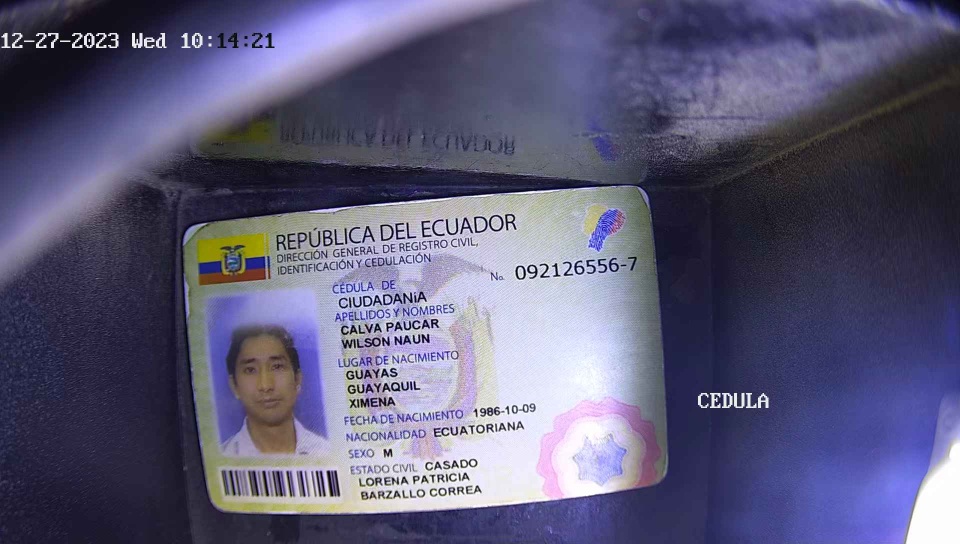 12-27-2023 Wed 10:14:21
REPÚBLICA DEL ECUADOR
REPÚBLICA DEL ECUADOR
DIRECCIÓN GENERAL DE REGISTRO CIVIL,
IDENTIFICACIÓN Y CEDULACIÓN
No. 092126556-7
CÉDULA DE
CIUDADANíA
APELLIDOS Y NOMBRES
CALVA PAUCAR
WILSON NAUN
LUGAR DE NACIMIENTO
GUAYAS
GUAYAQUIL
XIMENA
FECHA DE NACIMIENTO 1986-10-09
NACIONALIDAD ECUATORIANA
SEXO M
ESTADO CIVIL CASADO
LORENA PATRICIA
BARZALLO CORREA
CEDULA